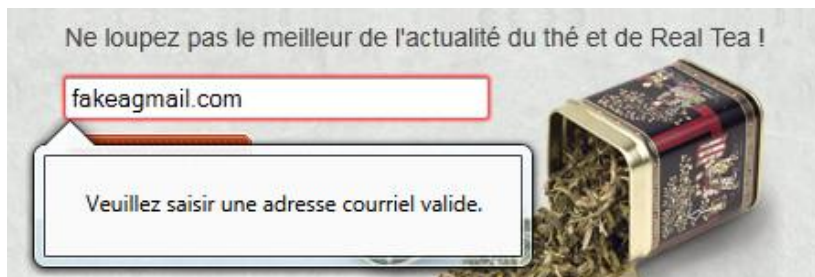 Ne loupez pas le meilleur de l'actualité du thé et de Real Tea !
fakeagmail.com
Veuillez saisir une adresse courriel valide.